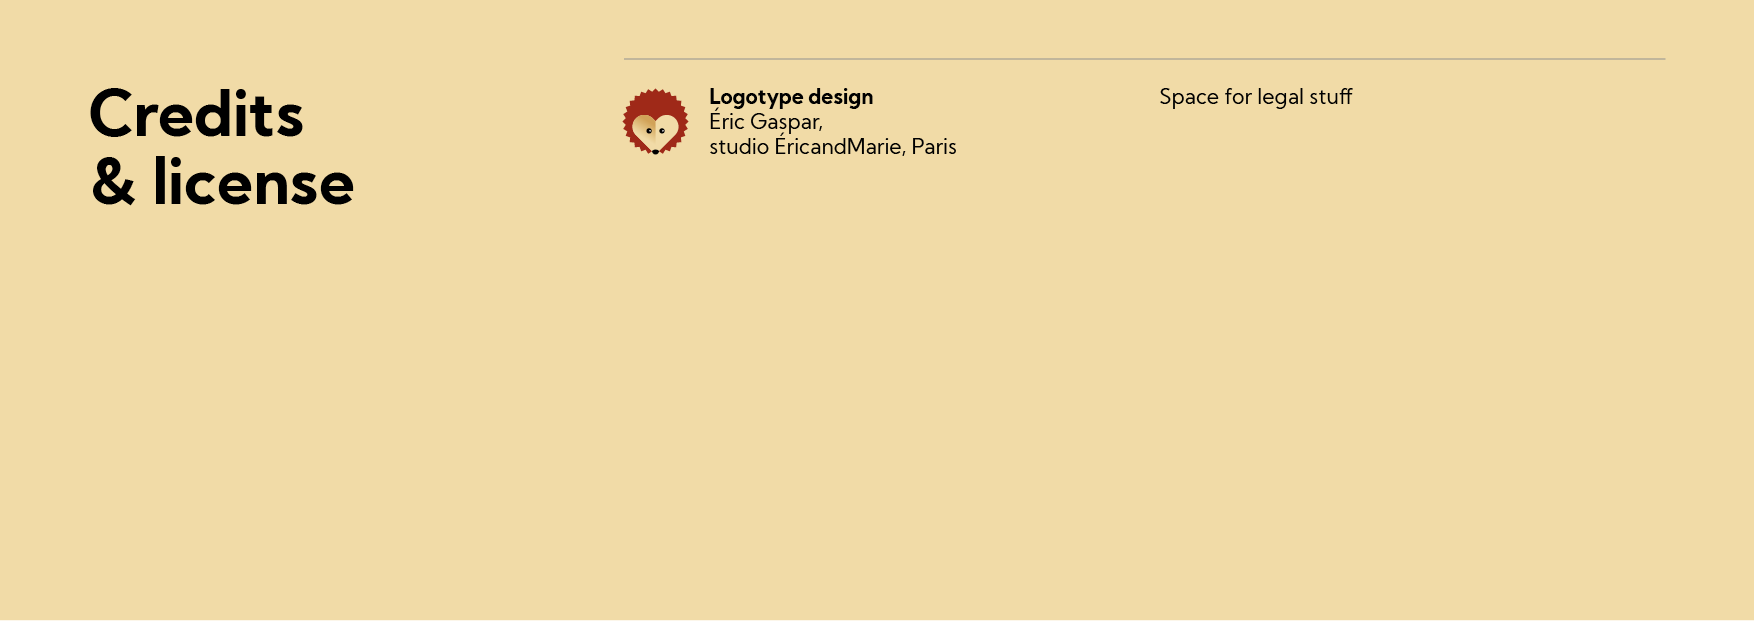 Credits
& license
Logotype design
Éric Gaspar,
studio ÉricandMarie, Paris
Space for legal stuff